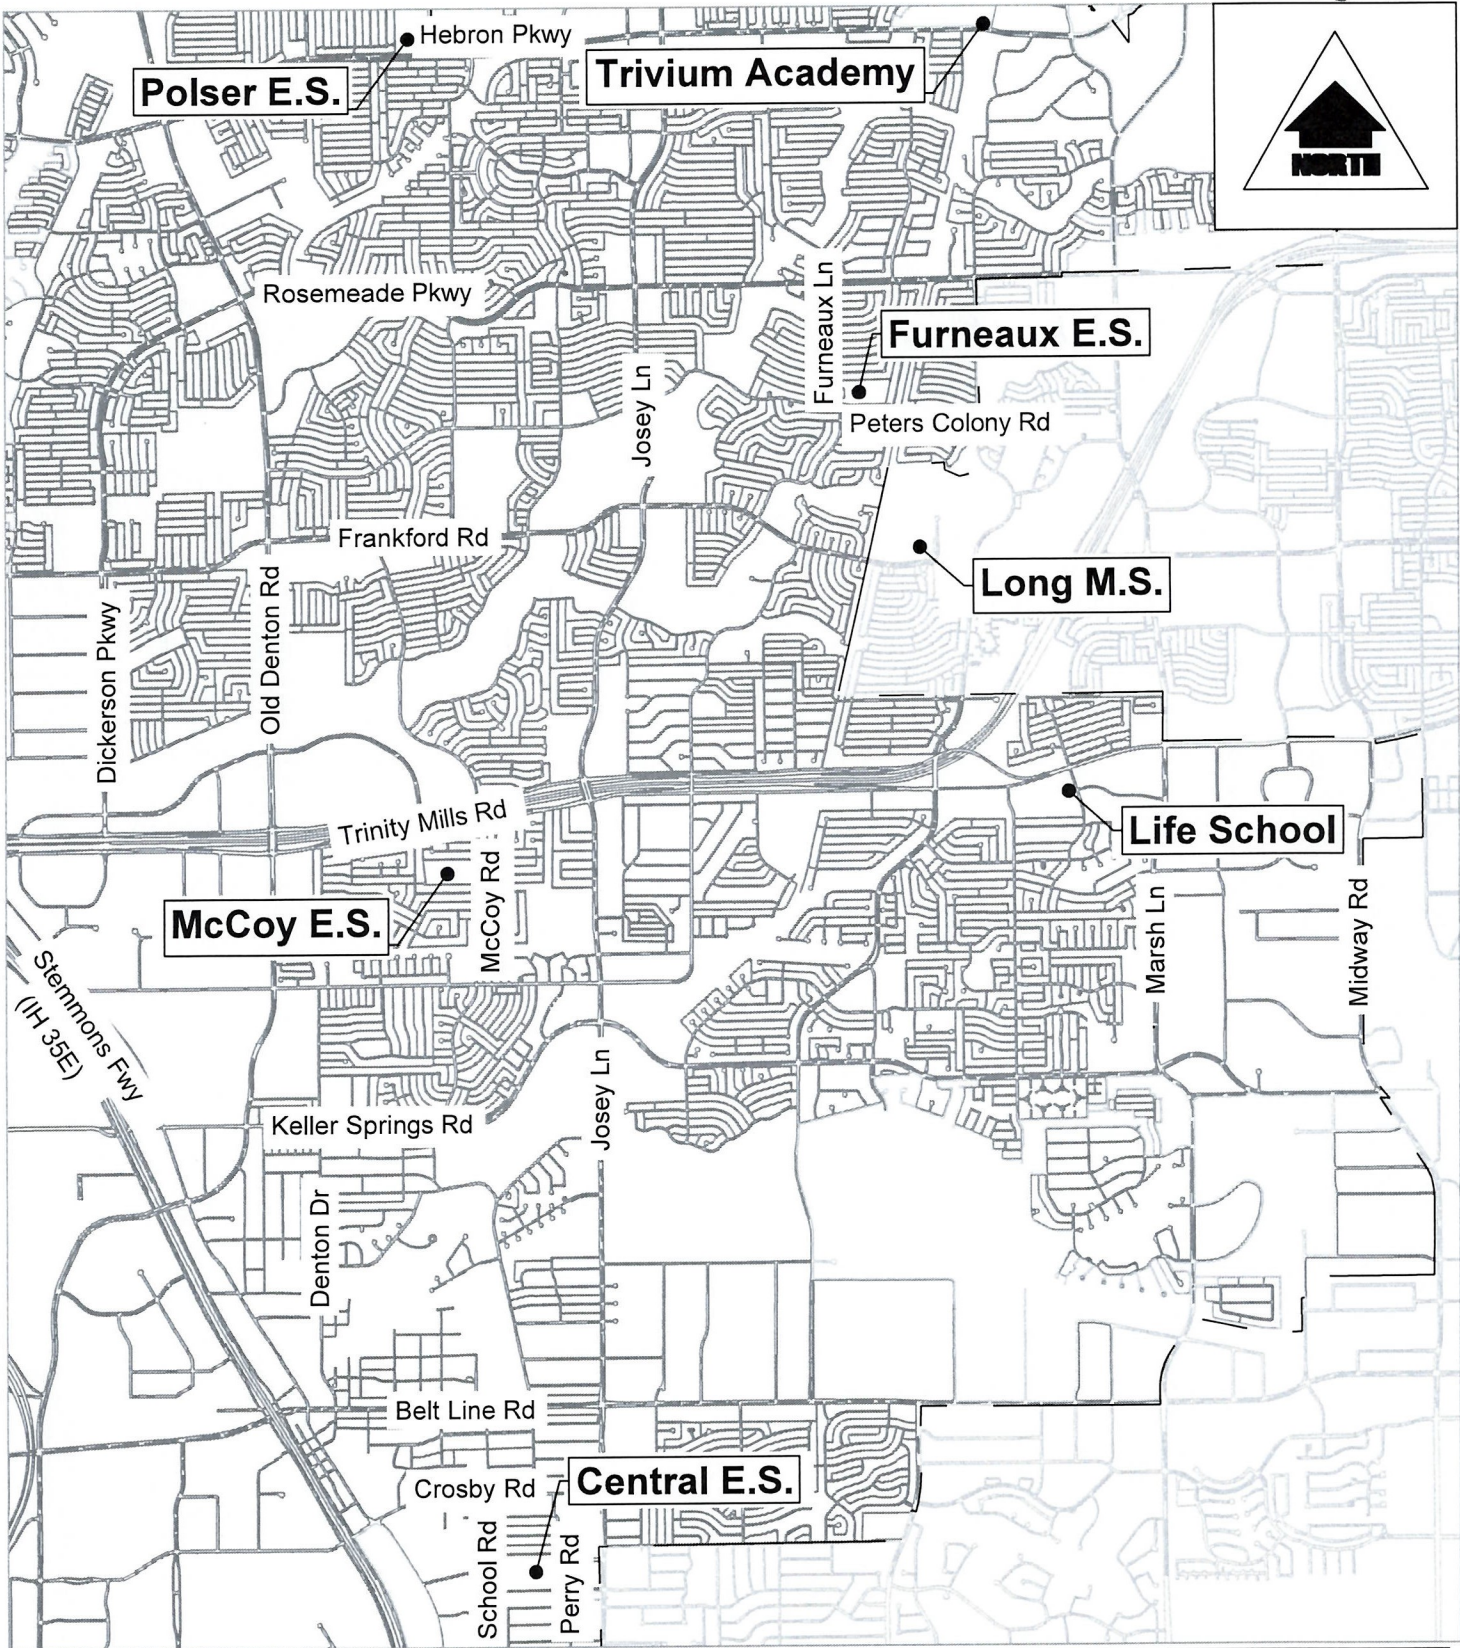 Hebron Pkwy
Trivium Academy
Polser E.S.
NORTH
Rosemeade Pkwy
Furneaux Ln
Furneaux E.S.
Josey Ln
Peters Colony Rd
Frankford Rd
Long M.S.
Dickerson Pkwy
Old Denton Rd
Trinity Mills Rd
Life School
McCoy Rd
McCoy E.S.
Marsh Ln
Midway Rd
Stemmons Fwy
(IH 35E)
Josey Ln
Keller Springs Rd
Denton Dr
Belt Line Rd
Crosby Rd
Central E.S.
School Rd
Perry Rd